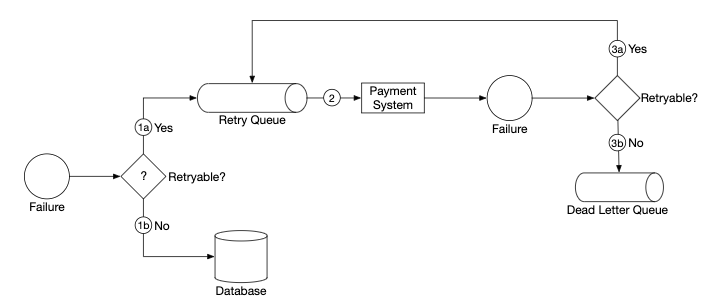 3a Yes
Retryable?
Payment
System
2
Retry Queue
Failure
1a Yes
3b No
? Retryable?
Failure
Dead Letter Queue
1b No
Database